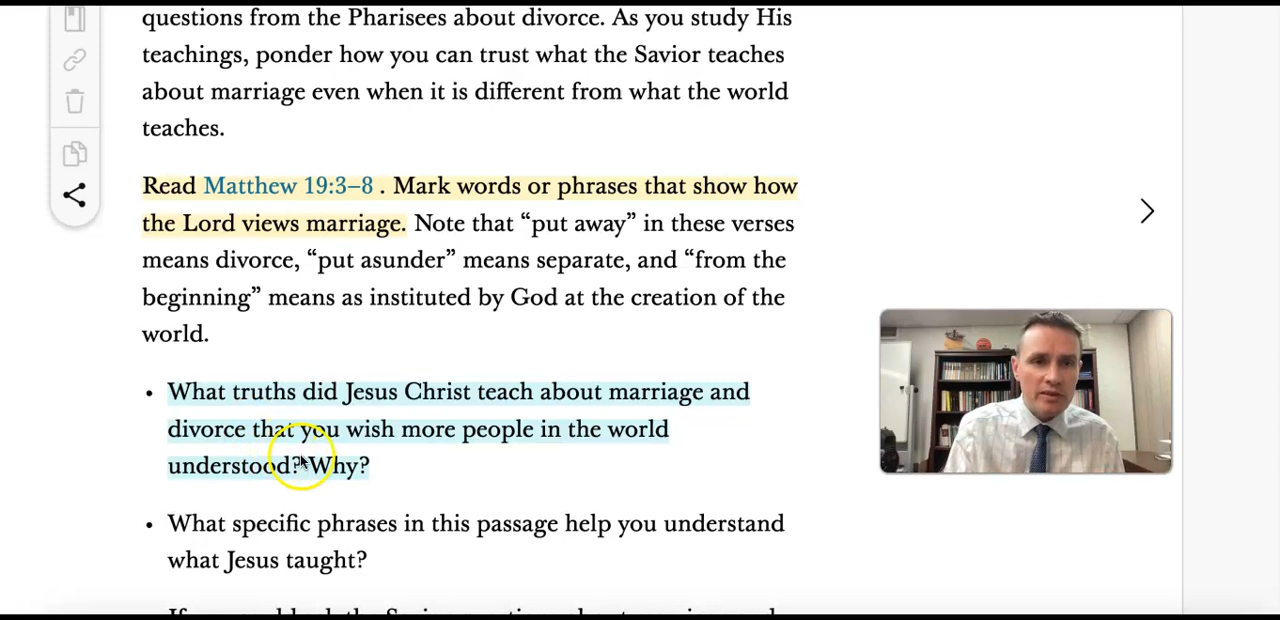 questions from the Pharisees about divorce. As you study His
teachings, ponder how you can trust what the Savior teaches
about marriage even when it is different from what the world
teaches.
Read Matthew 19:3–8 . Mark words or phrases that show how
the Lord views marriage. Note that “put away” in these verses
means divorce, “put asunder” means separate, and “from the
beginning” means as instituted by God at the creation of the
world.
• What truths did Jesus Christ teach about marriage and
divorce that you wish more people in the world
understood? Why?
• What specific phrases in this passage help you understand
what Jesus taught?